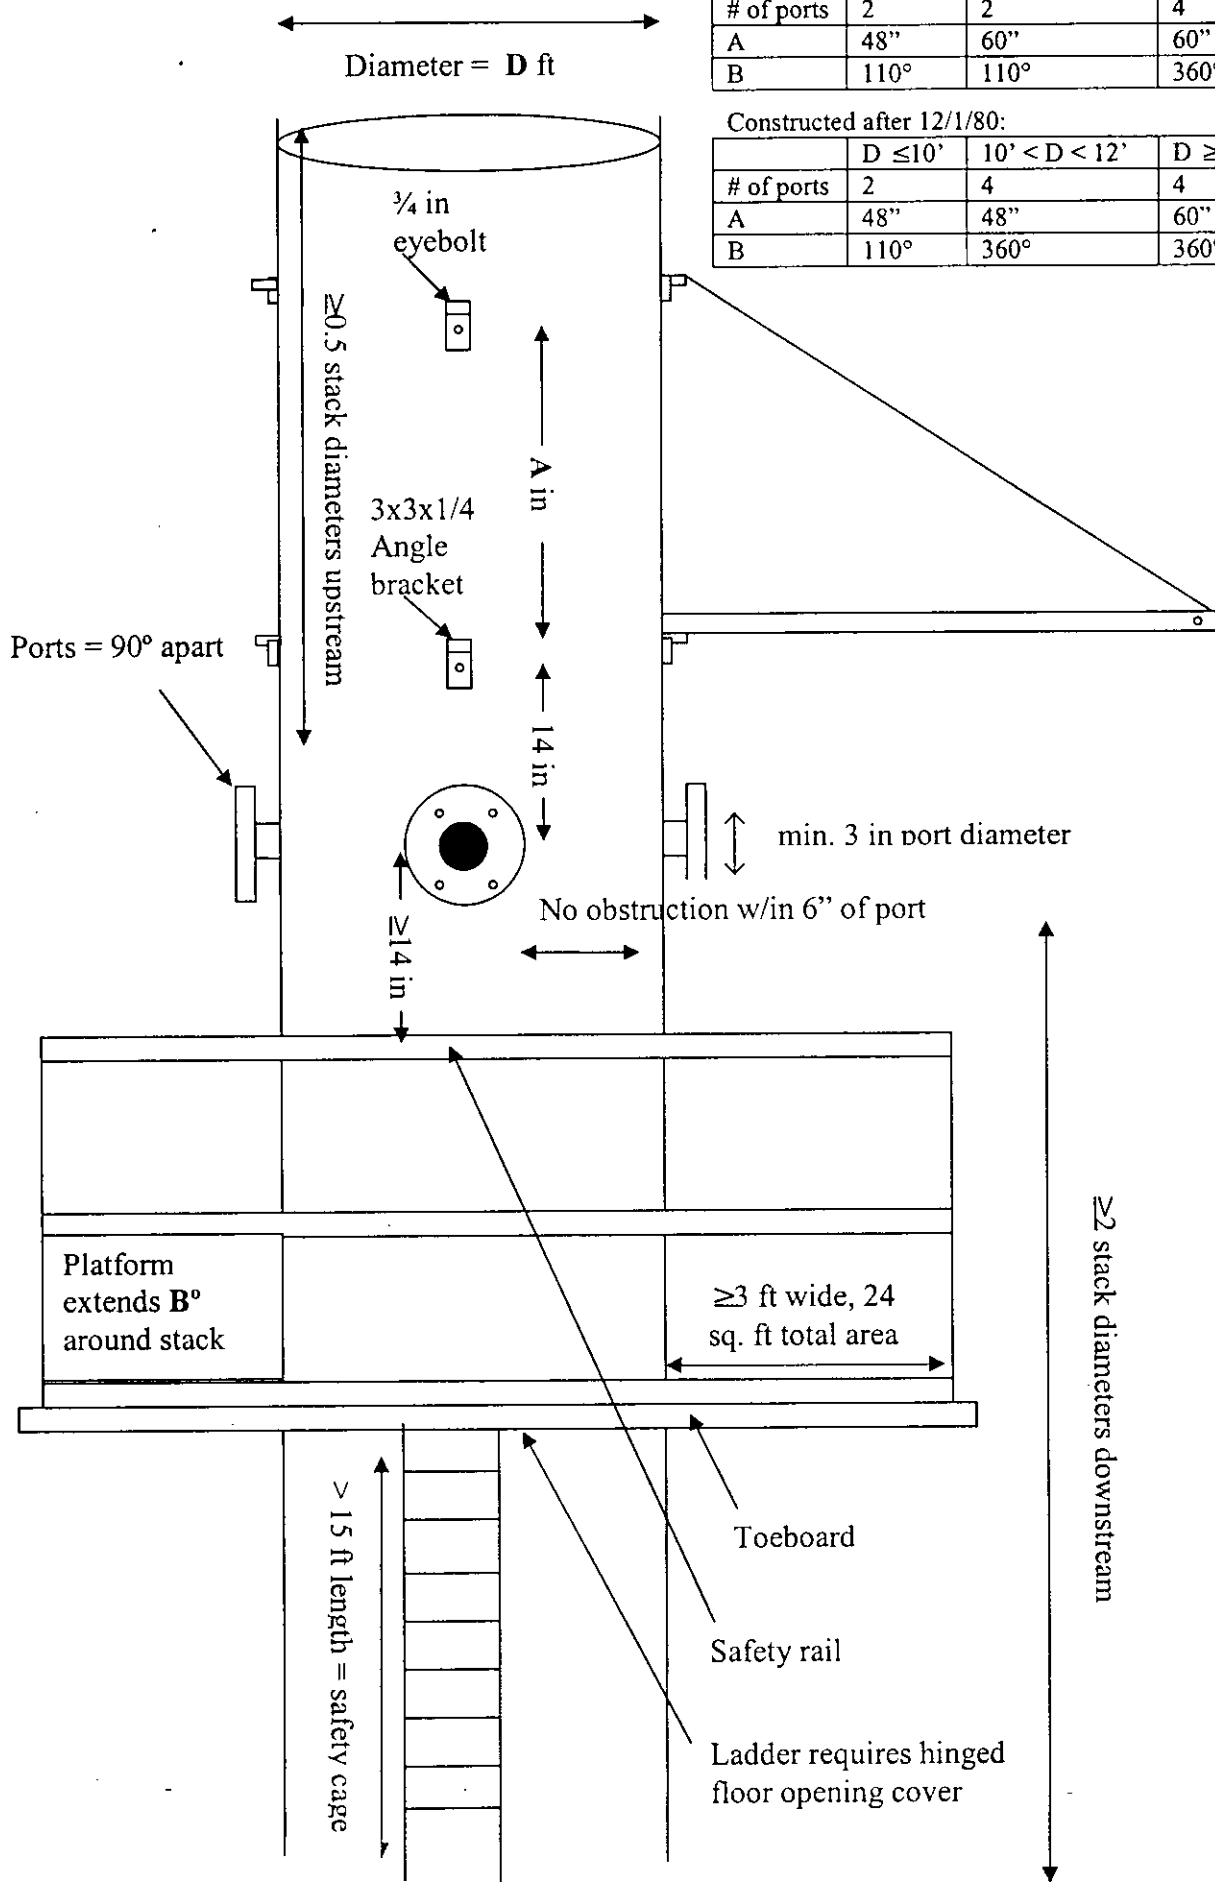 # of ports 2 2 4
A 48” 60” 60”
B 110° 110° 360°
Diameter = D ft
Constructed after 12/1/80:
D ≤10’ 10’ < D < 12’ D ≥
# of ports 2 4 4
A 48” 48” 60”
B 110° 360° 360°
¾ in
eyebolt
≥0.5 stack diameters upstream
A in
3x3x1/4
Angle
bracket
Ports = 90° apart
14 in
min. 3 in port diameter
No obstruction w/in 6” of port
≥14 in
Platform
extends B°
around stack
≥3 ft wide, 24
sq. ft total area
≥2 stack diameters downstream
> 15 ft length = safety cage
Toeboard
Safety rail
Ladder requires hinged
floor opening cover